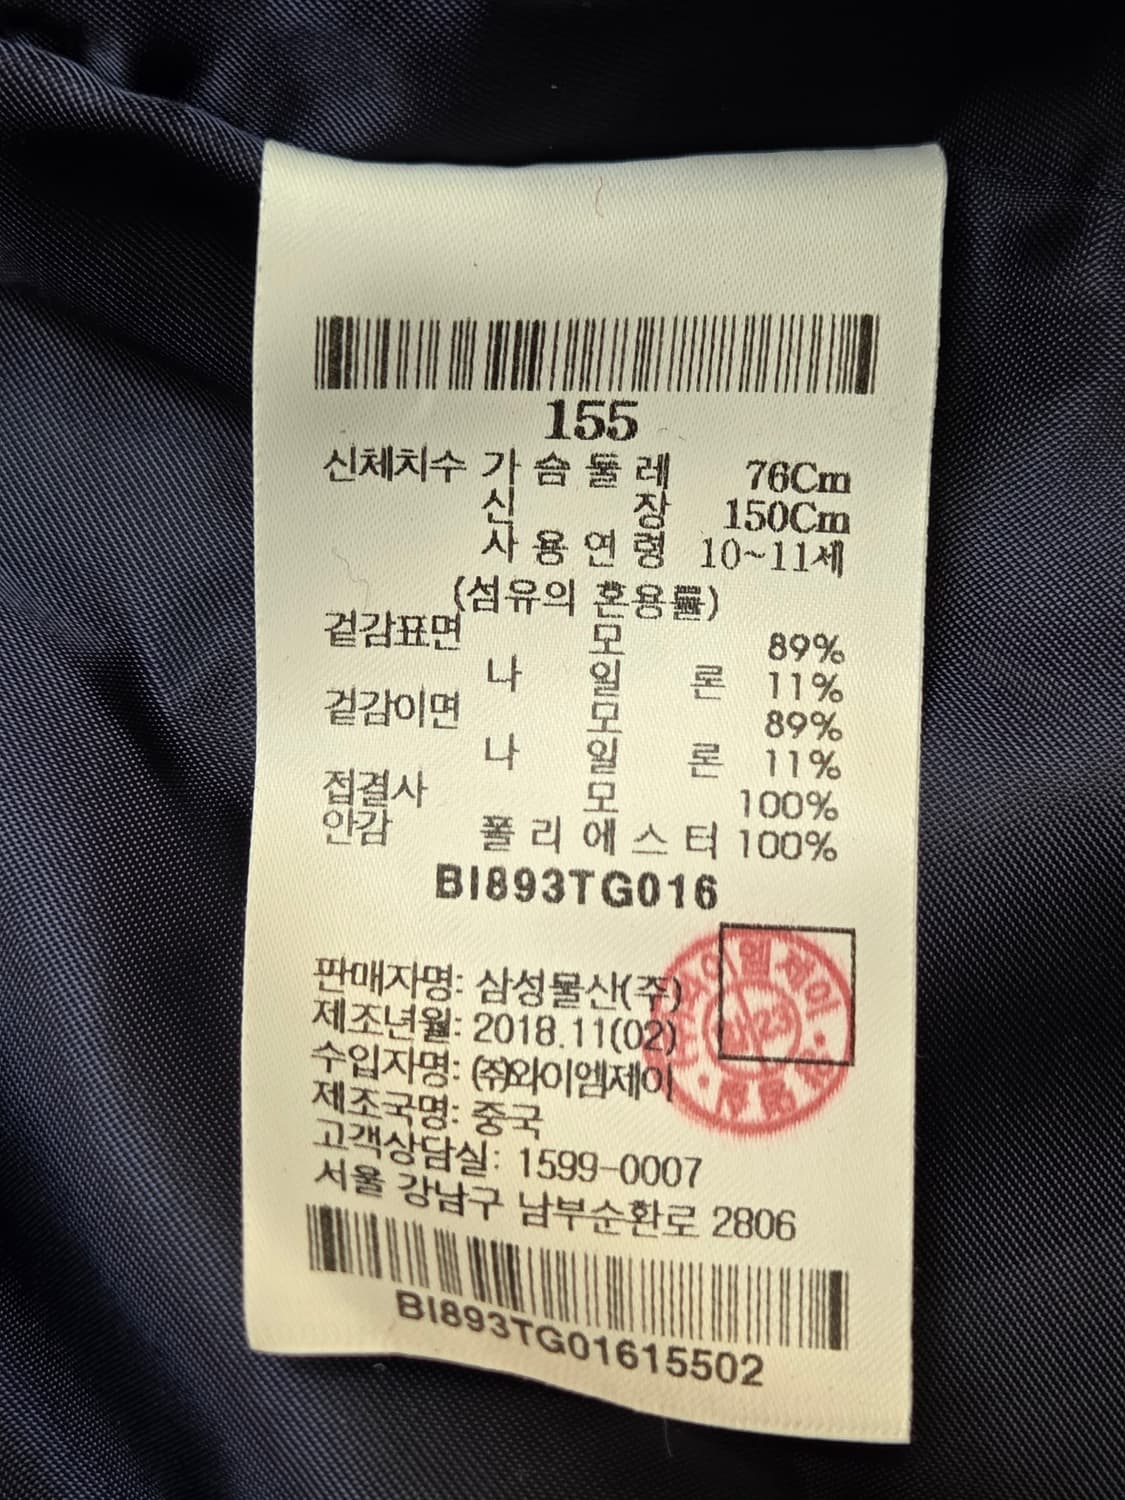 155
신체치수 가 슴 둘 레 76Cm
신 장 150Cm
사 용 연 령 10~11세
(섬유의 혼용률)
겉감표면 모 89%
나 일 론 11%
겉감이면 모 89%
나 일 론 11%
접결사 모 100%
안감 폴 리 에 스 터 100%
BI893TG016
판매자명: 삼성물산(주)
제조년월: 2018.11(02)
수입자명: (주)와이엠제이
제조국명: 중국
고객상담실: 1599-0007
서울 강남구 남부순환로 2806
BI893TG01615502
와이엠제이